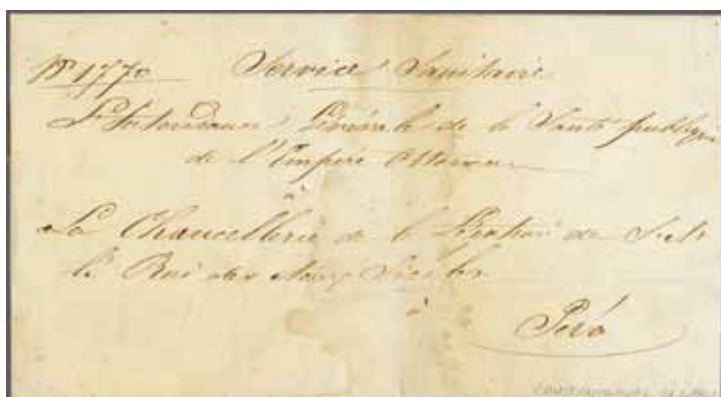 Nº 1770 Service Sanitaire
L'Intendance Générale de la Santé publique
de l'Empire Ottoman
à
La Chancellerie de la Légation de S.M.
le Roi des Deux Siciles
à
Péra